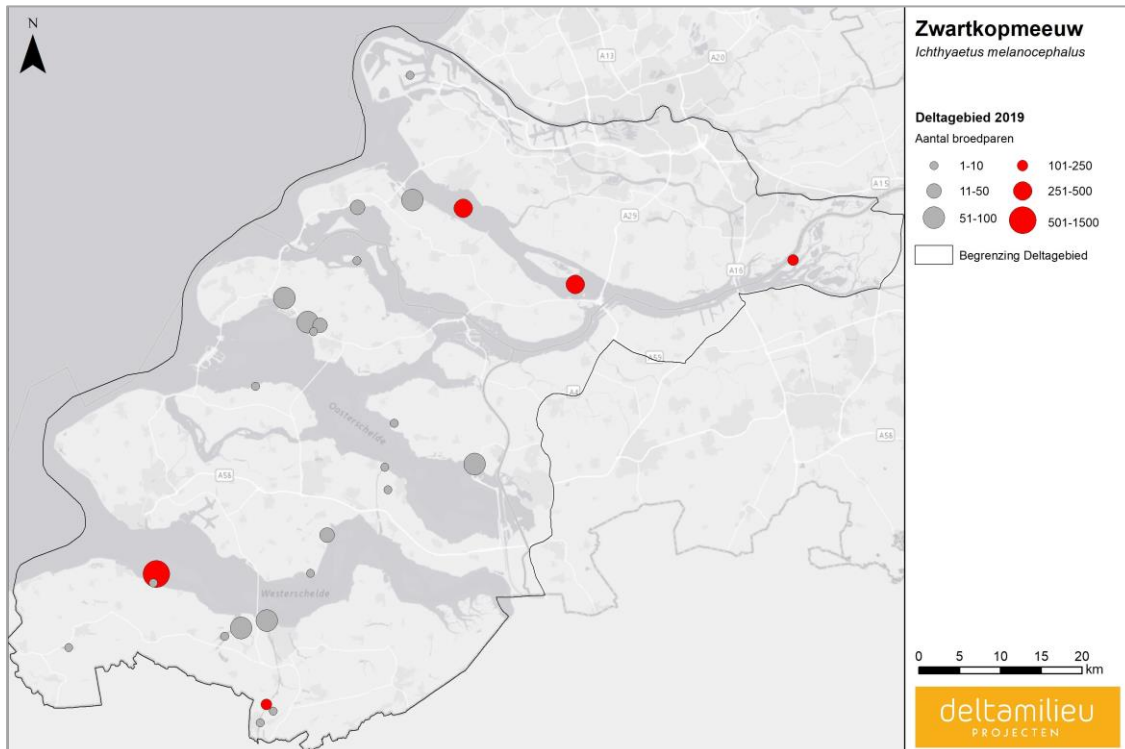 N
A13
A20
A15
A29
A16
A59
A4
A58
Oosterschelde
A58
Westerschelde
Zwartkopmeeuw
Ichthyaetus melanocephalus
Deltagebied 2019
Aantal broedparen
1-10
101-250
11-50
251-500
51-100
501-1500
Begrenzing Deltagebied
0 5 10 15 20
km
deltamilieu
PROJECTEN